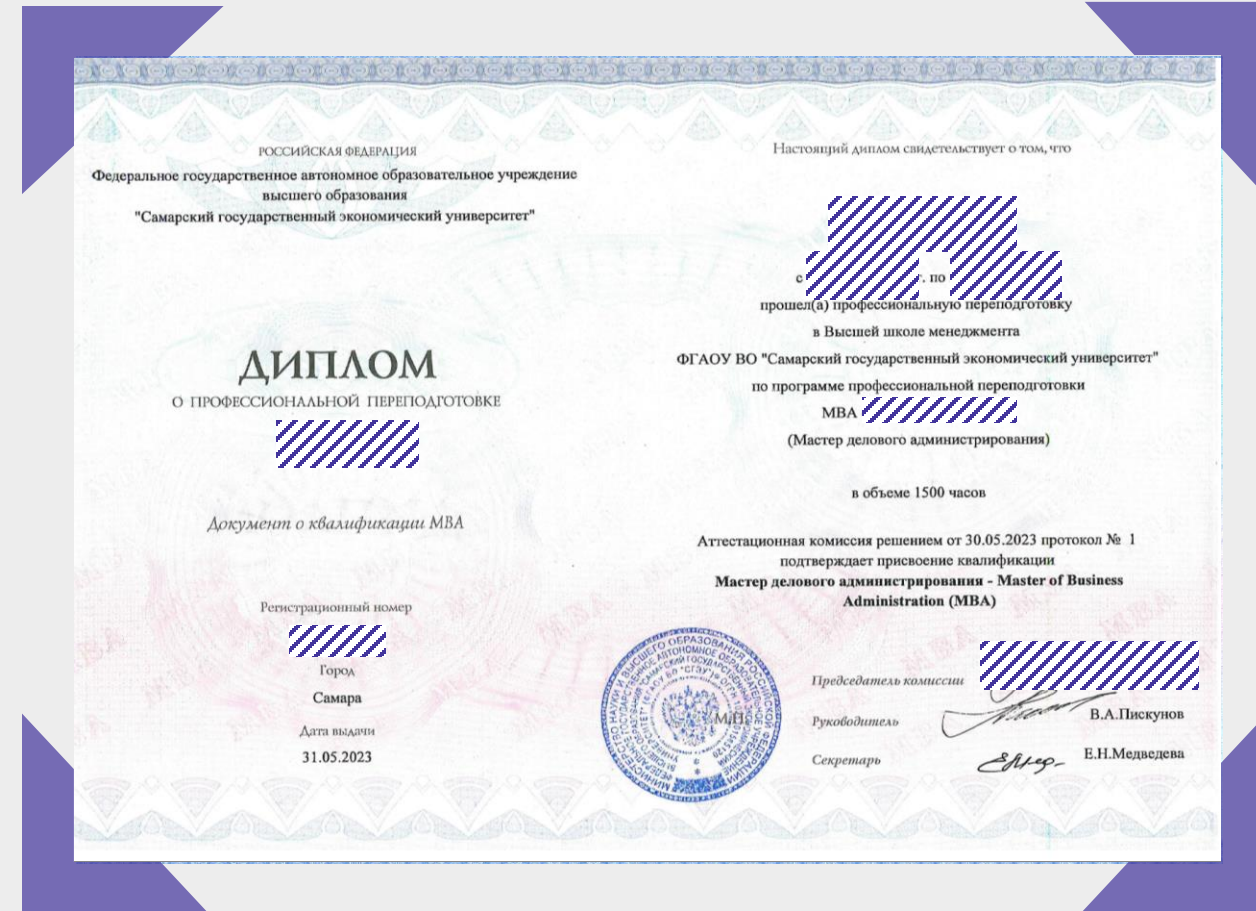 РОССИЙСКАЯ ФЕДЕРАЦИЯ
Федеральное государственное автономное образовательное учреждение
высшего образования
"Самарский государственный экономический университет"
ДИПЛОМ
О ПРОФЕССИОНАЛЬНОЙ ПЕРЕПОДГОТОВКЕ
Документ о квалификации МВА
Регистрационный номер
Город
Самара
Дата выдачи
31.05.2023
Настоящий диплом свидетельствует о том, что
с . по
прошел(а) профессиональную переподготовку
в Высшей школе менеджмента
ФГАОУ ВО "Самарский государственный экономический университет"
по программе профессиональной переподготовки
МВА
(Мастер делового администрирования)
в объеме 1500 часов
Аттестационная комиссия решением от 30.05.2023 протокол № 1
подтверждает присвоение квалификации
Мастер делового администрирования - Master of Business
Administration (MBA)
Председатель комиссии
М.П.
Руководитель В.А.Пискунов
Секретарь Е.Н.Медведева